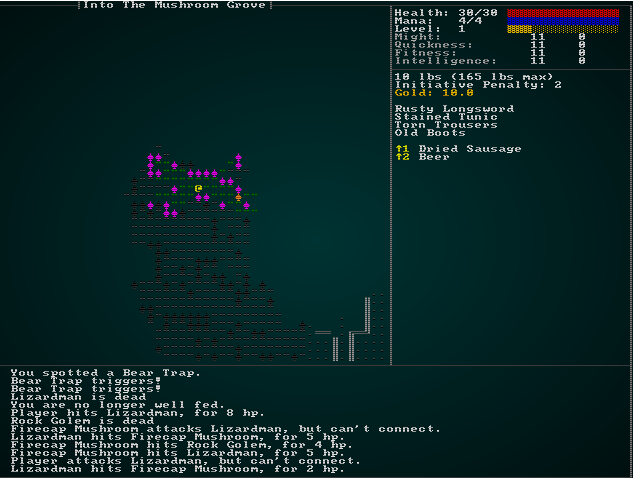 Into The Mushroom Grove
Health: 30/30
Mana: 4/4
Level: 1
Might: 11 0
Quickness: 11 0
Fitness: 11 0
Intelligence: 11 0
10 lbs (165 lbs max)
Initiative Penalty: 2
Gold: 10.0
Rusty Longsword
Stained Tunic
Torn Trousers
Old Boots
↑1 Dried Sausage
↑2 Beer
You spotted a Bear Trap.
Bear Trap triggers!
Bear Trap triggers!
Lizardman is dead
You are no longer well fed.
Player hits Lizardman, for 8 hp.
Rock Golem is dead
Firecap Mushroom attacks Lizardman, but can't connect.
Lizardman hits Firecap Mushroom, for 5 hp.
Firecap Mushroom hits Rock Golem, for 4 hp.
Firecap Mushroom hits Lizardman, for 5 hp.
Player attacks Lizardman, but can't connect.
Lizardman hits Firecap Mushroom, for 2 hp.